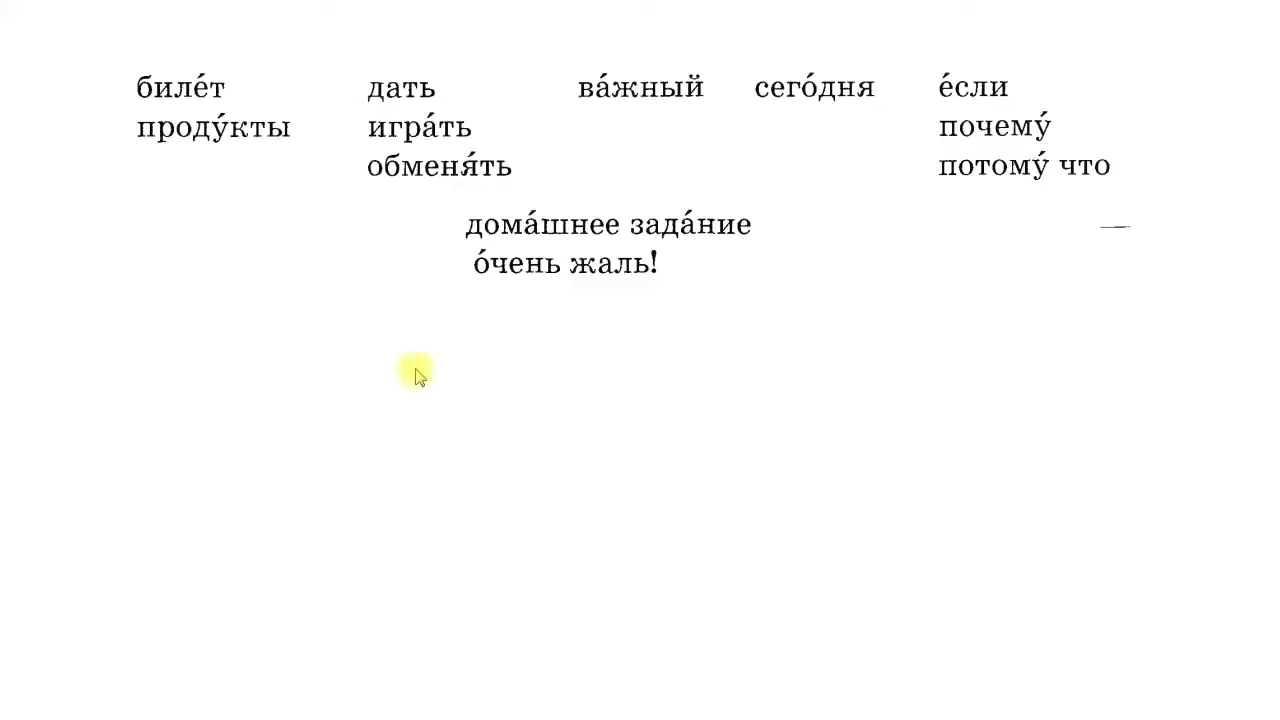 биле́т дать ва́жный сего́дня е́сли
проду́кты игра́ть почему́
обменя́ть потому́ что
дома́шнее зада́ние
о́чень жаль!